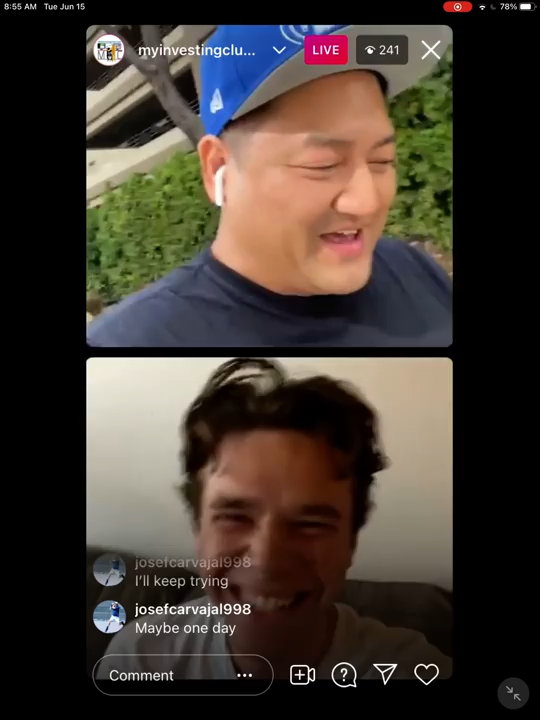 8:55 AM Tue Jun 15
78%
myinvestingclu...
LIVE
241
josefcarvajal998
I'll keep trying
josefcarvajal998
Maybe one day
Comment